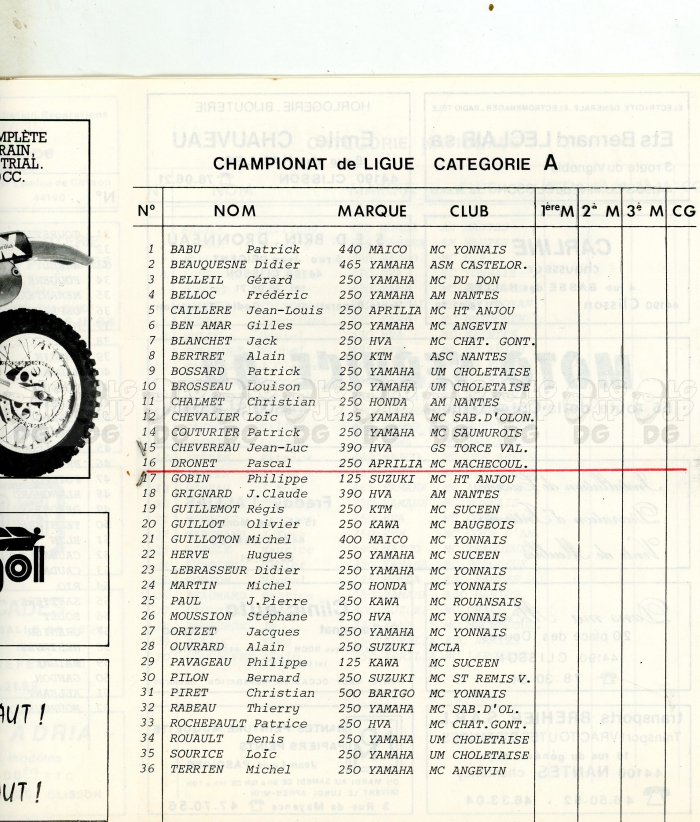 MPLÈTE
RAIN,
TRIAL.
CC.
CHAMPIONAT de LIGUE CATEGORIE A
N° NOM MARQUE CLUB 1ère M 2è M 3è M CG
1 BABU Patrick 440 MAICO MC YONNAIS
2 BEAUQUESNE Didier 465 YAMAHA ASM CASTELOR.
3 BELLEIL Gérard 250 YAMAHA MC DU DON
4 BELLOC Frédéric 250 YAMAHA AM NANTES
5 CAILLERE Jean-Louis 250 APRILIA MC HT ANJOU
6 BEN AMAR Gilles 250 YAMAHA MC ANGEVIN
7 BLANCHET Jack 250 HVA MC CHAT. GONT.
8 BERTRET Alain 250 KTM ASC NANTES
9 BOSSARD Patrick 250 YAMAHA UM CHOLETAISE
10 BROSSEAU Louison 250 YAMAHA UM CHOLETAISE
11 CHALMET Christian 250 HONDA AM NANTES
12 CHEVALIER Loïc 125 YAMAHA MC SAB.D'OLON.
14 COUTURIER Patrick 250 YAMAHA MC SAUMUROIS
15 CHEVEREAU Jean-Luc 390 HVA GS TORCE VAL.
16 DRONET Pascal 250 APRILIA MC MACHECOUL.
17 GOBIN Philippe 125 SUZUKI MC HT ANJOU
18 GRIGNARD J.Claude 390 HVA AM NANTES
19 GUILLEMOT Régis 250 KTM MC SUCEEN
20 GUILLOT Olivier 250 KAWA MC BAUGEOIS
21 GUILLOTON Michel 400 MAICO MC YONNAIS
22 HERVE Hugues 250 YAMAHA MC SUCEEN
23 LEBRASSEUR Didier 250 YAMAHA MC YONNAIS
24 MARTIN Michel 250 HONDA MC YONNAIS
25 PAUL J.Pierre 250 KAWA MC ROUANSAIS
26 MOUSSION Stéphane 250 HVA MC YONNAIS
27 ORIZET Jacques 250 YAMAHA MC YONNAIS
28 OUVRARD Alain 250 SUZUKI MCLA
29 PAVAGEAU Philippe 125 KAWA MC SUCEEN
30 PILON Bernard 250 SUZUKI MC ST REMIS V.
31 PIRET Christian 500 BARIGO MC YONNAIS
32 RABEAU Thierry 250 YAMAHA MC SAB.D'OL.
33 ROCHEPAULT Patrice 250 HVA MC CHAT.GONT.
34 ROUAULT Denis 250 YAMAHA UM CHOLETAISE
35 SOURICE Loïc 250 YAMAHA UM CHOLETAISE
36 TERRIEN Michel 250 YAMAHA MC ANGEVIN
gol
AUT !
UT !